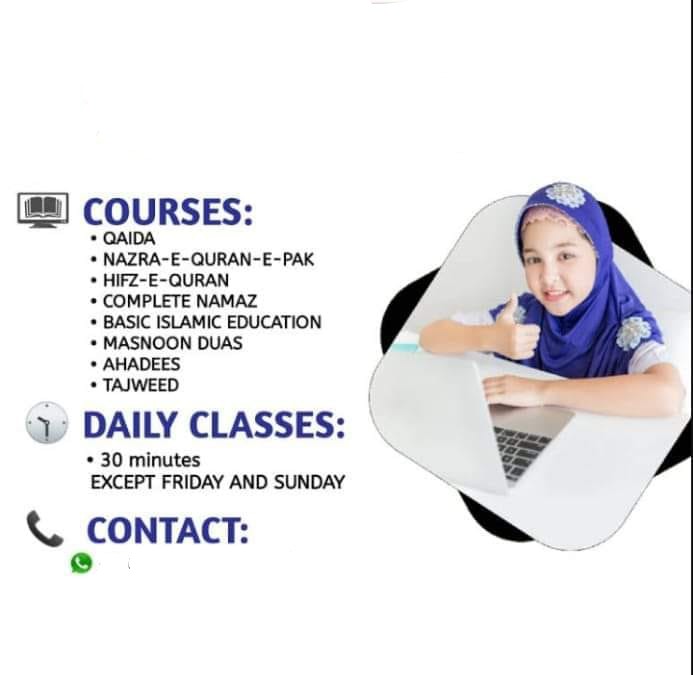 COURSES:
• QAIDA
• NAZRA-E-QURAN-E-PAK
• HIFZ-E-QURAN
• COMPLETE NAMAZ
• BASIC ISLAMIC EDUCATION
• MASNOON DUAS
• AHADEES
• TAJWEED
DAILY CLASSES:
• 30 minutes
EXCEPT FRIDAY AND SUNDAY
CONTACT: